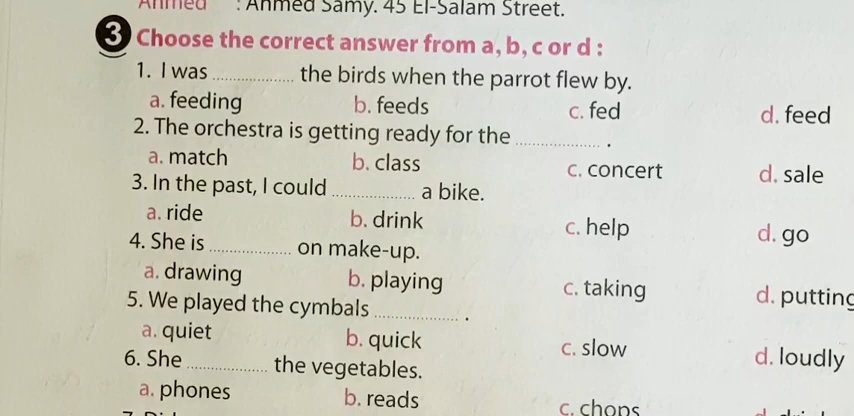 Ahmed : Ahmed Samy. 45 El-Salam Street.
3 Choose the correct answer from a, b, c or d :
1. I was .................... the birds when the parrot flew by.
a. feeding b. feeds c. fed d. feed
2. The orchestra is getting ready for the .................... .
a. match b. class c. concert d. sale
3. In the past, I could .................... a bike.
a. ride b. drink c. help d. go
4. She is .................... on make-up.
a. drawing b. playing c. taking d. putting
5. We played the cymbals .................... .
a. quiet b. quick c. slow d. loudly
6. She .................... the vegetables.
a. phones b. reads c. chops